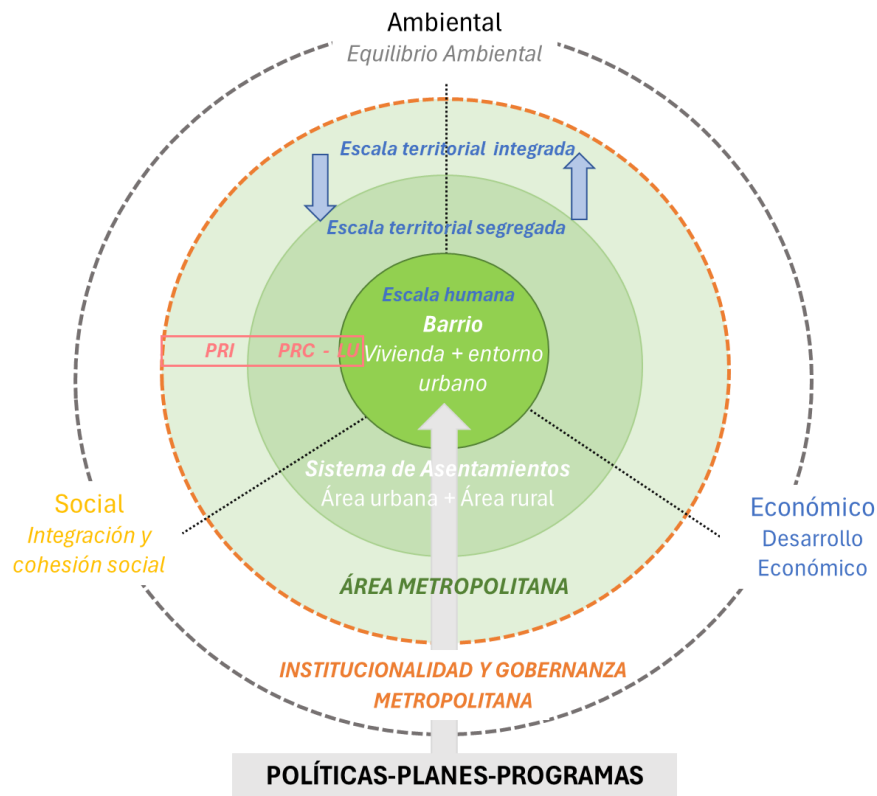 Ambiental
Equilibrio Ambiental
Escala territorial integrada
Escala territorial segregada
Escala humana
Barrio
Vivienda + entorno
urbano
PRI PRC - LU
Sistema de Asentamientos
Área urbana + Área rural
Social
Integración y
cohesión social
Económico
Desarrollo
Económico
ÁREA METROPOLITANA
INSTITUCIONALIDAD Y GOBERNANZA
METROPOLITANA
POLÍTICAS-PLANES-PROGRAMAS